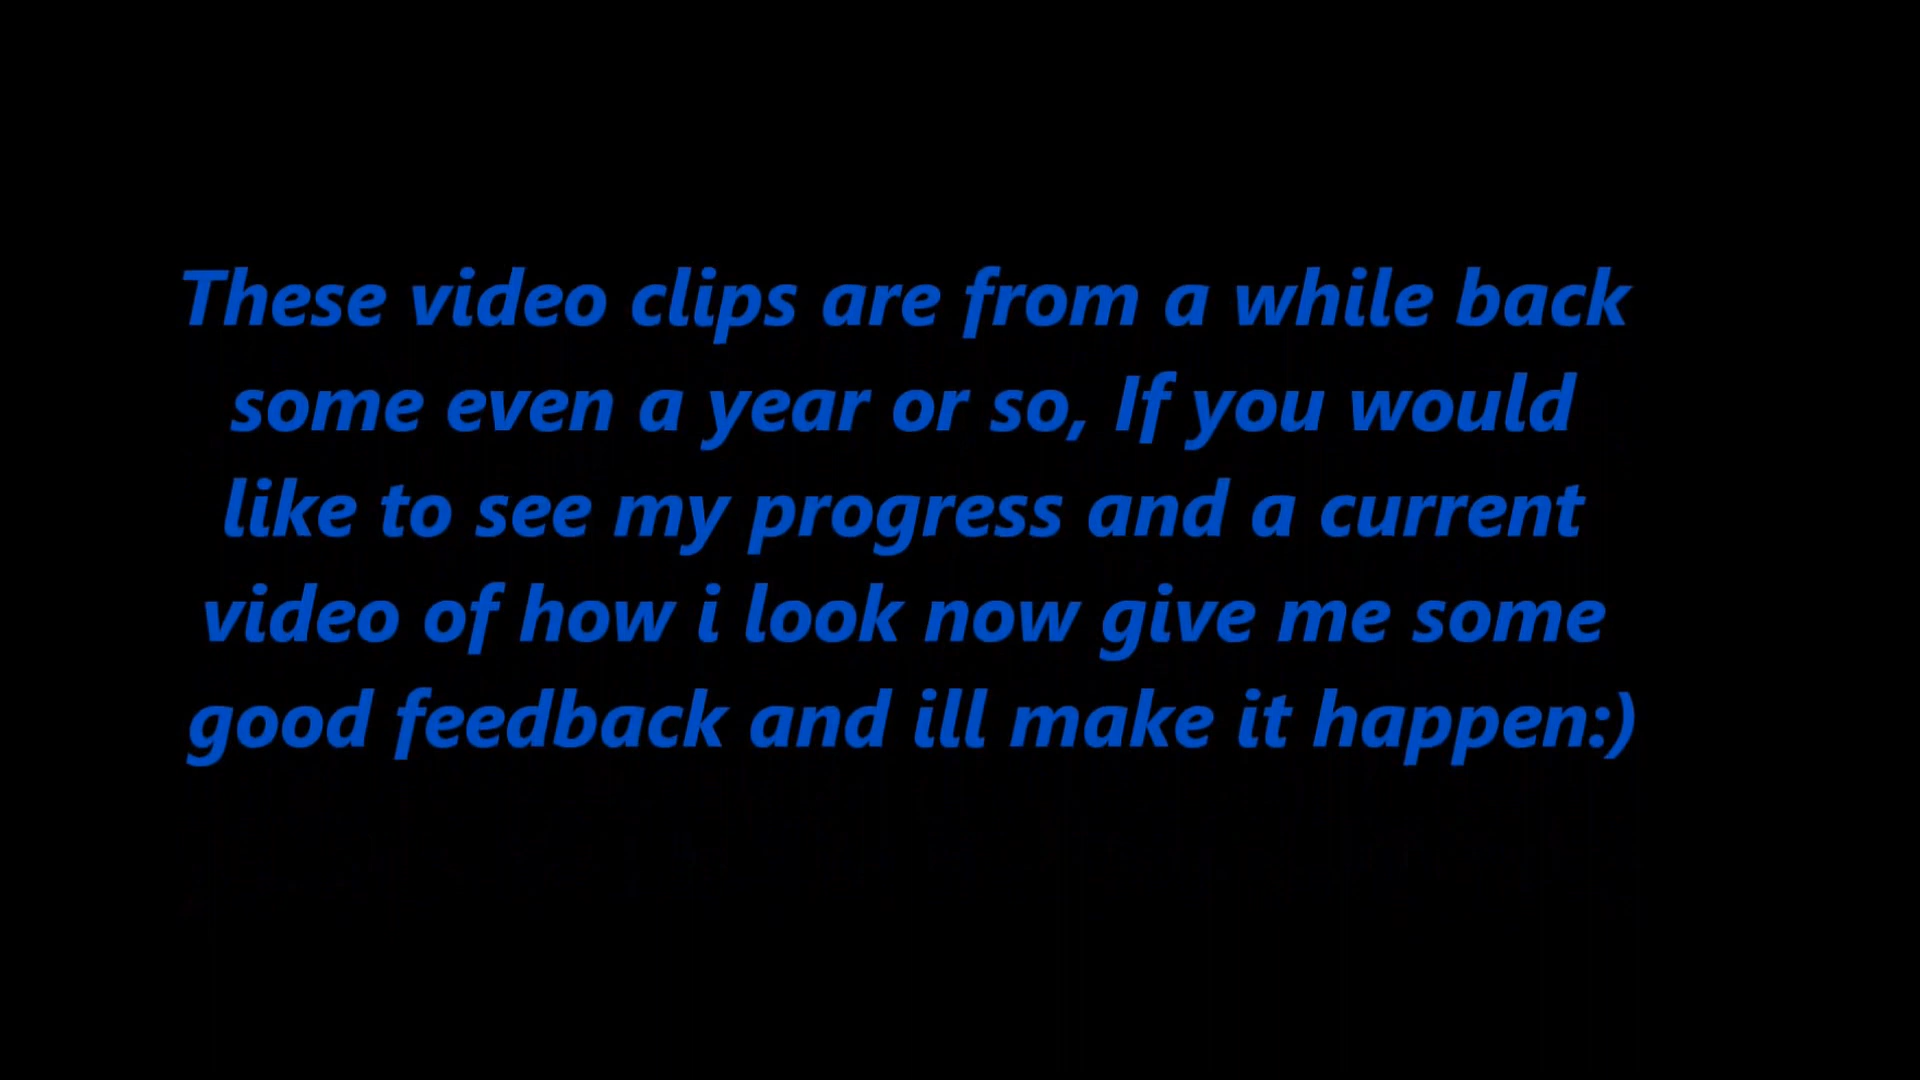 These video clips are from a while back
some even a year or so, If you would
like to see my progress and a current
video of how i look now give me some
good feedback and ill make it happen:)